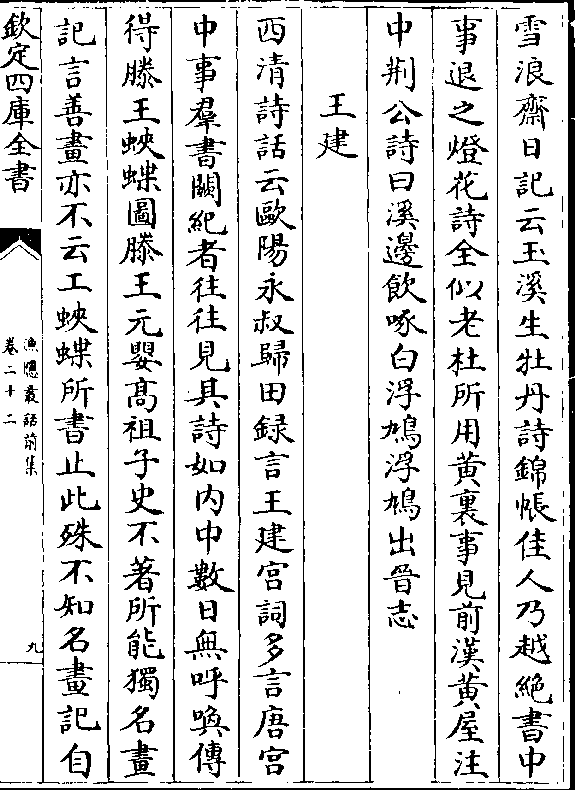 雪浪齋日記云玉溪生牡丹詩錦帳佳人乃越絶書中
事退之燈花詩全似老杜所用黄裏事見前漢黄屋注
中荆公詩曰溪邊飲啄白浮鳩浮鳩出晉志
王建
西清詩話云歐陽永叔歸田録言王建宫詞多言唐宫
中事羣書闕紀者往往見其詩如内中數日無呼喚傳
得滕王蛺蝶圖滕王元嬰髙祖子史不著所能獨名畫
記言善畫亦不云工蛺蝶所書止此殊不知名畫記自
欽定四庫全書
漁隱叢話前集
卷二十二
九